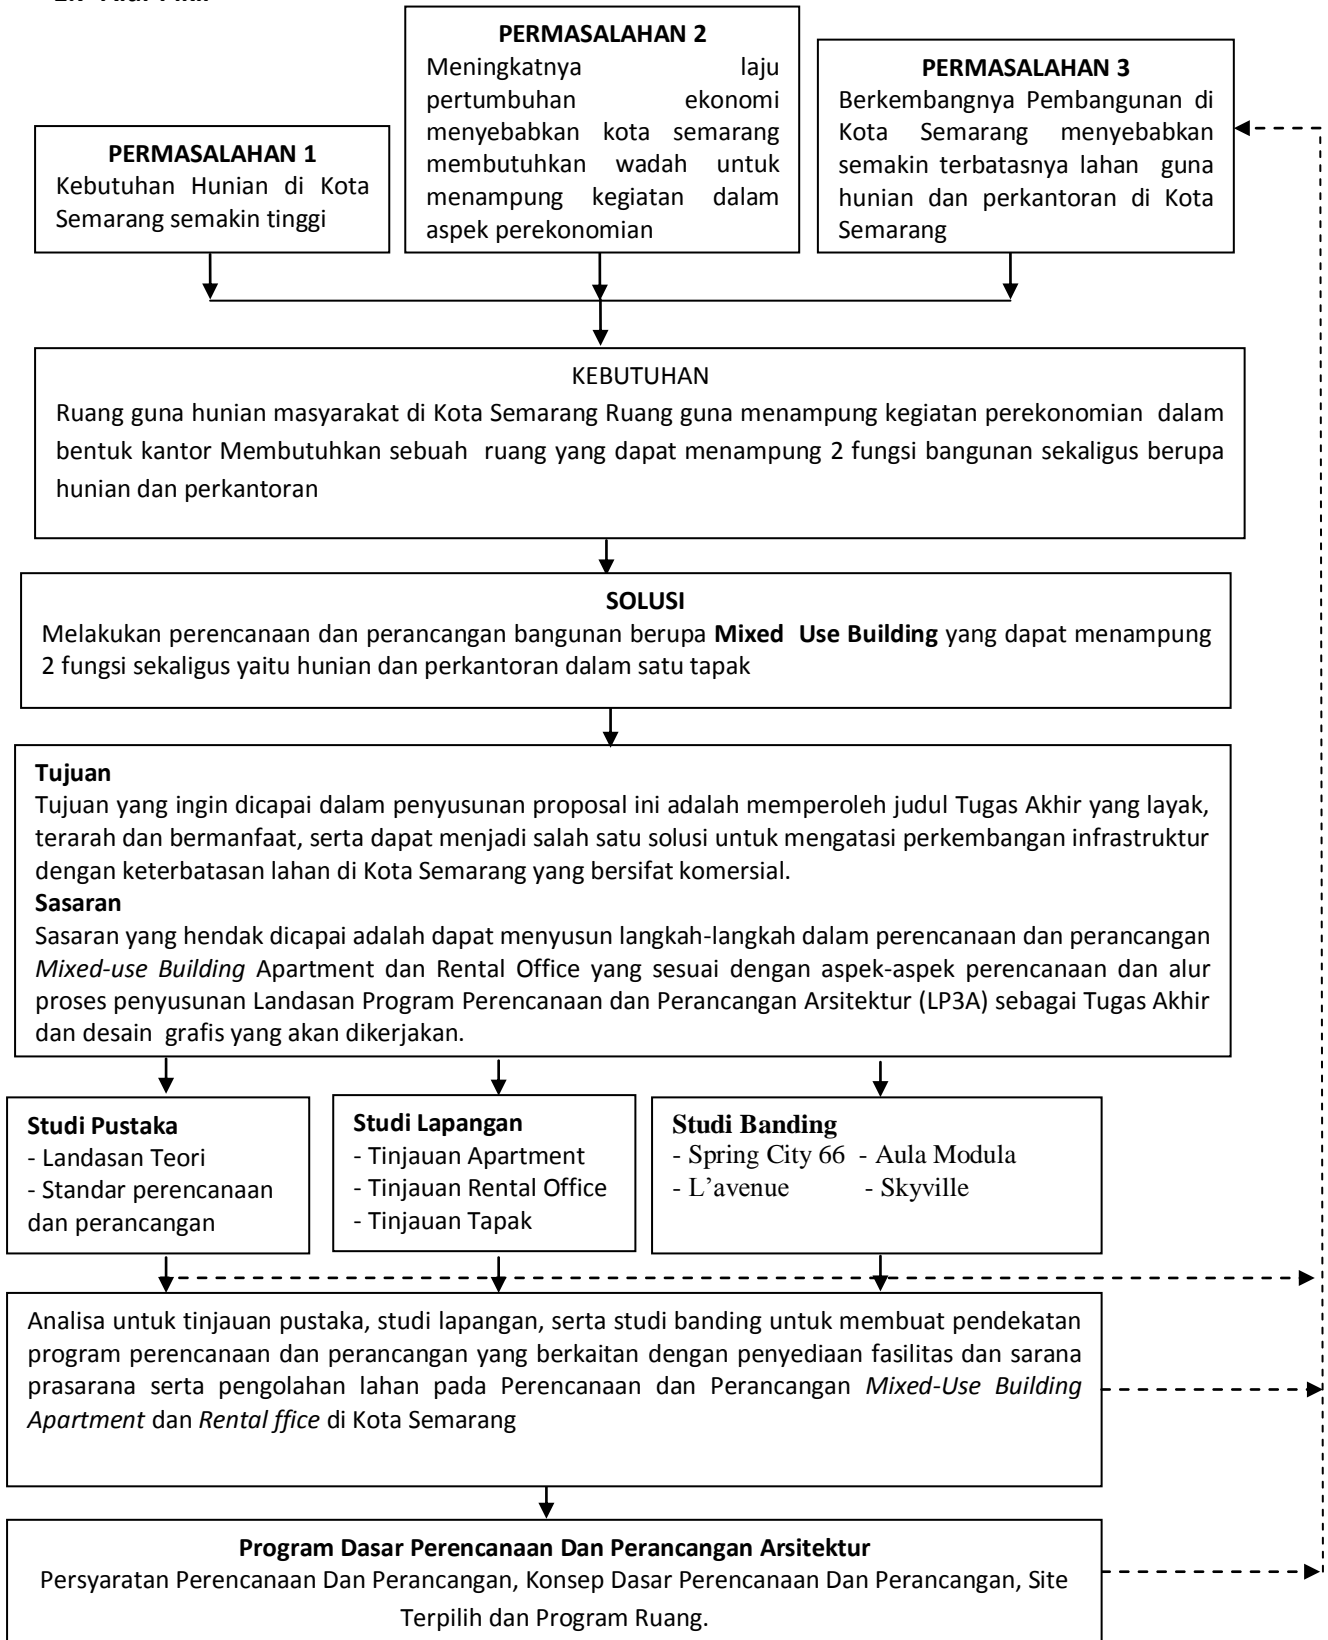 PERMASALAHAN 1
Kebutuhan Hunian di Kota
Semarang semakin tinggi
PERMASALAHAN 2
Meningkatnya laju
pertumbuhan ekonomi
menyebabkan kota semarang
membutuhkan wadah untuk
menampung kegiatan dalam
aspek perekonomian
PERMASALAHAN 3
Berkembangnya Pembangunan di
Kota Semarang menyebabkan
semakin terbatasnya lahan guna
hunian dan perkantoran di Kota
Semarang
KEBUTUHAN
Ruang guna hunian masyarakat di Kota Semarang Ruang guna menampung kegiatan perekonomian dalam
bentuk kantor Membutuhkan sebuah ruang yang dapat menampung 2 fungsi bangunan sekaligus berupa
hunian dan perkantoran
SOLUSI
Melakukan perencanaan dan perancangan bangunan berupa Mixed Use Building yang dapat menampung
2 fungsi sekaligus yaitu hunian dan perkantoran dalam satu tapak
Tujuan
Tujuan yang ingin dicapai dalam penyusunan proposal ini adalah memperoleh judul Tugas Akhir yang layak,
terarah dan bermanfaat, serta dapat menjadi salah satu solusi untuk mengatasi perkembangan infrastruktur
dengan keterbatasan lahan di Kota Semarang yang bersifat komersial.
Sasaran
Sasaran yang hendak dicapai adalah dapat menyusun langkah-langkah dalam perencanaan dan perancangan
Mixed-use Building Apartment dan Rental Office yang sesuai dengan aspek-aspek perencanaan dan alur
proses penyusunan Landasan Program Perencanaan dan Perancangan Arsitektur (LP3A) sebagai Tugas Akhir
dan desain grafis yang akan dikerjakan.
Studi Pustaka
- Landasan Teori
- Standar perencanaan
dan perancangan
Studi Lapangan
- Tinjauan Apartment
- Tinjauan Rental Office
- Tinjauan Tapak
Studi Banding
- Spring City 66 - Aula Modula
- L’avenue - Skyville
Analisa untuk tinjauan pustaka, studi lapangan, serta studi banding untuk membuat pendekatan
program perencanaan dan perancangan yang berkaitan dengan penyediaan fasilitas dan sarana
prasarana serta pengolahan lahan pada Perencanaan dan Perancangan Mixed-Use Building
Apartment dan Rental ffice di Kota Semarang
Program Dasar Perencanaan Dan Perancangan Arsitektur
Persyaratan Perencanaan Dan Perancangan, Konsep Dasar Perencanaan Dan Perancangan, Site
Terpilih dan Program Ruang.